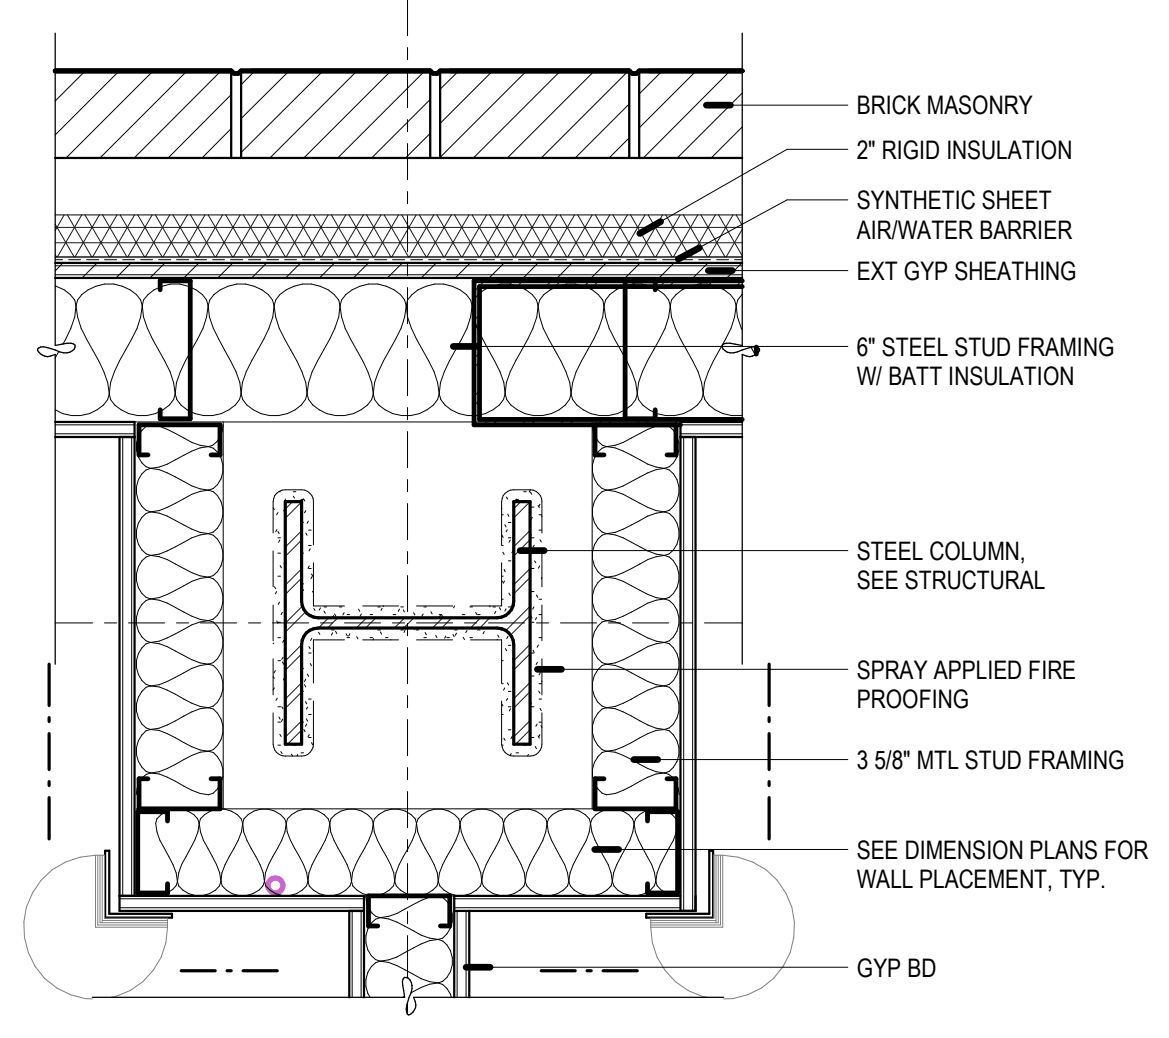 BRICK MASONRY
2" RIGID INSULATION
SYNTHETIC SHEET
AIR/WATER BARRIER
EXT GYP SHEATHING
6" STEEL STUD FRAMING
W/ BATT INSULATION
STEEL COLUMN,
SEE STRUCTURAL
SPRAY APPLIED FIRE
PROOFING
3 5/8" MTL STUD FRAMING
SEE DIMENSION PLANS FOR
WALL PLACEMENT, TYP.
GYP BD